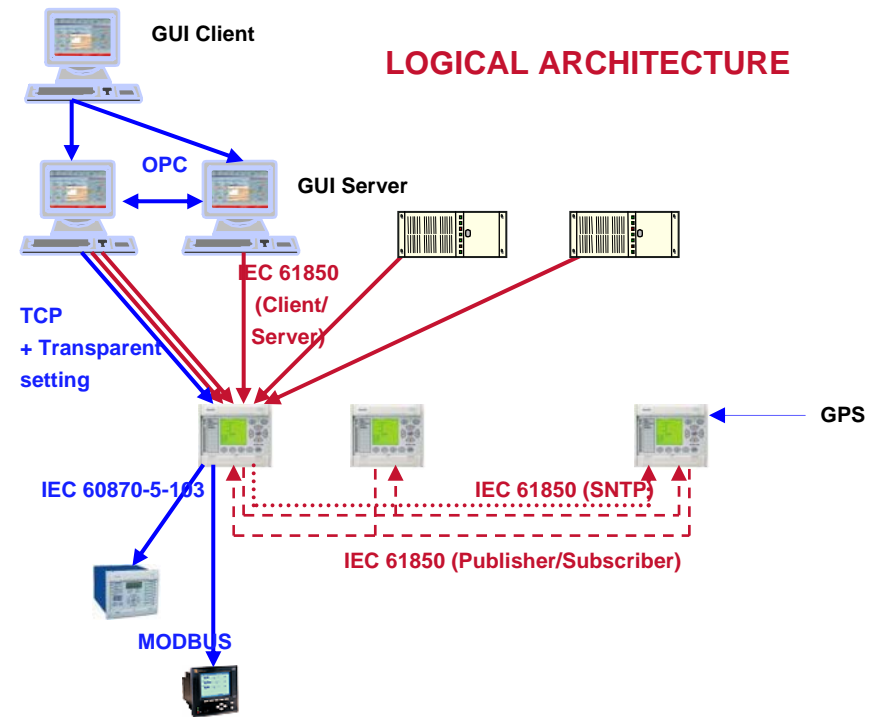 GUI Client
LOGICAL ARCHITECTURE
OPC
GUI Server
IEC 61850
(Client/
Server)
TCP
+ Transparent
setting
GPS
IEC 60870-5-103
IEC 61850 (SNTP)
IEC 61850 (Publisher/Subscriber)
MODBUS